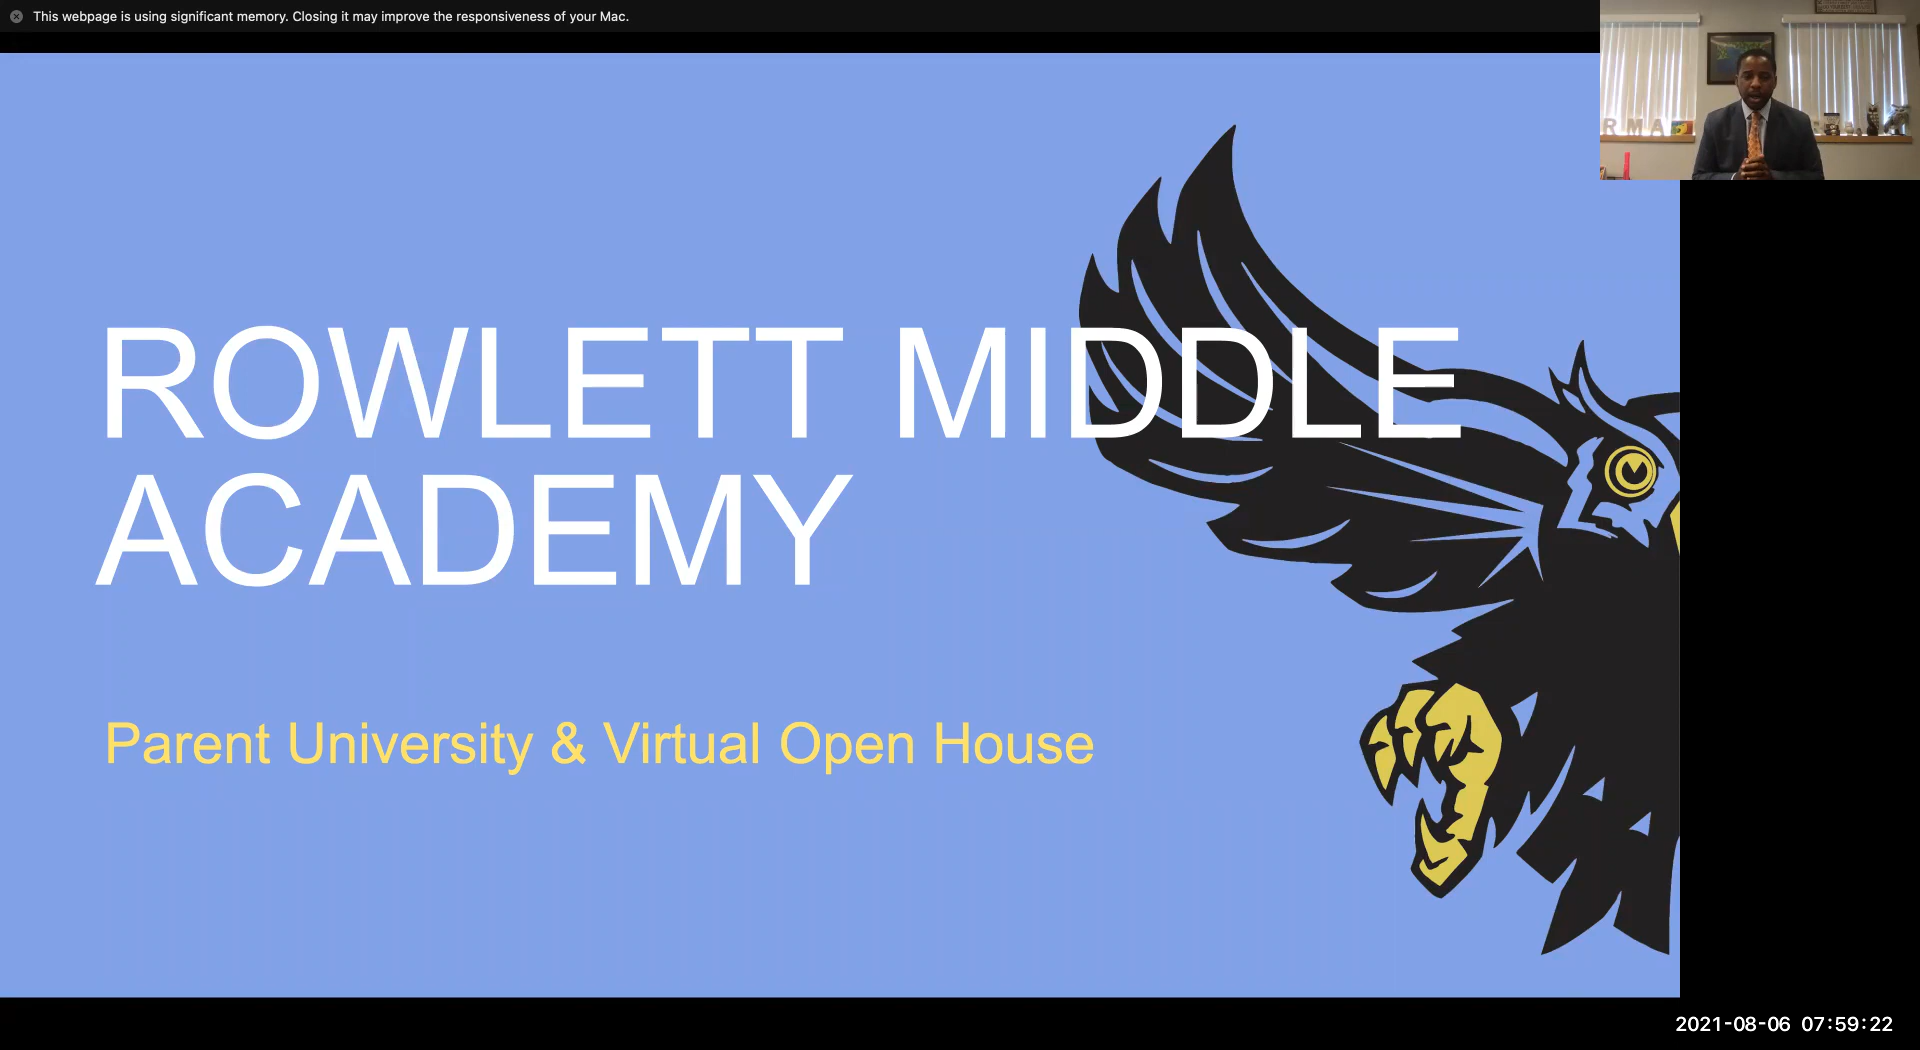 This webpage is using significant memory. Closing it may improve the responsiveness of your Mac.
RMA
ROWLETT MIDDLE
ACADEMY
Parent University & Virtual Open House
2021-08-06 07:59:22